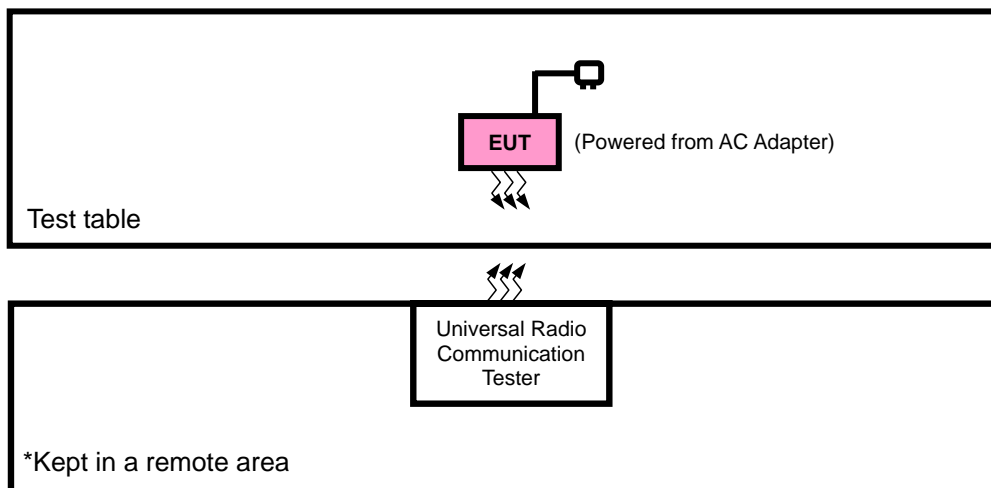 EUT
(Powered from AC Adapter)
Test table
Universal Radio
Communication
Tester
*Kept in a remote area